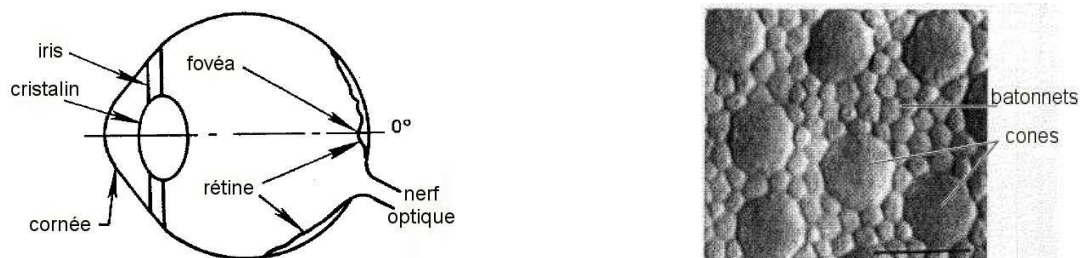 iris
cristalin
fovéa
0°
rétine
nerf
optique
cornée
batonnets
cones